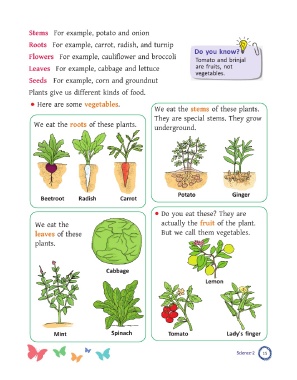 Stems For example, potato and onion
Roots For example, carrot, radish, and turnip
Flowers For example, cauliflower and broccoli
Leaves For example, cabbage and lettuce
Seeds For example, corn and groundnut
Plants give us different kinds of food.
• Here are some vegetables.
Do you know?
Tomato and brinjal
are fruits, not
vegetables.
We eat the roots of these plants.
Beetroot Radish Carrot
We eat the stems of these plants.
They are special stems. They grow
underground.
Potato Ginger
We eat the
leaves of these
plants.
Cabbage
Mint Spinach
• Do you eat these? They are
actually the fruit of the plant.
But we call them vegetables.
Lemon
Tomato Lady's finger
Science-2